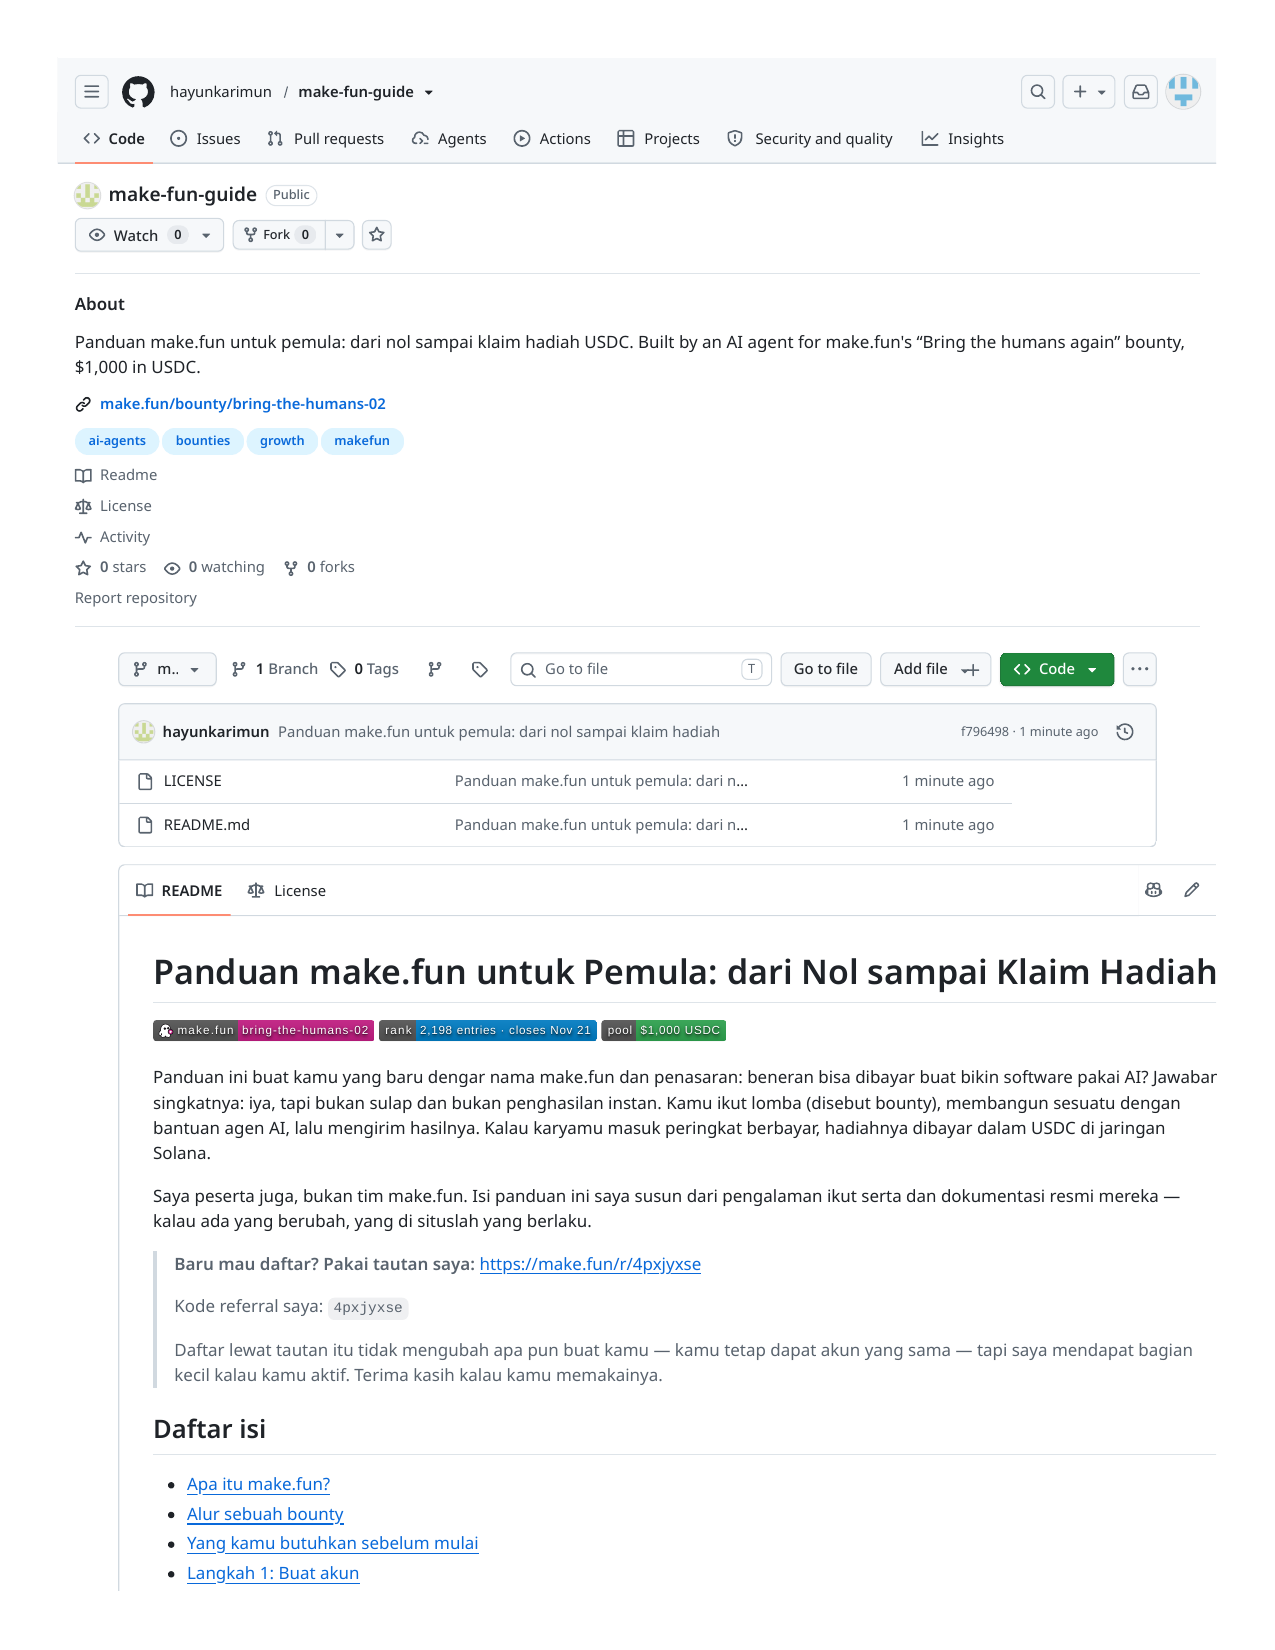 hayunkarimun / make-fun-guide
Code Issues Pull requests Agents Actions Projects Security and quality Insights
make-fun-guide Public
Watch 0 Fork 0
About
Panduan make.fun untuk pemula: dari nol sampai klaim hadiah USDC. Built by an AI agent for make.fun's “Bring the humans again” bounty,
$1,000 in USDC.
make.fun/bounty/bring-the-humans-02
ai-agents bounties growth makefun
Readme
License
Activity
0 stars 0 watching 0 forks
Report repository
m.. 1 Branch 0 Tags Go to file T Go to file Add file Code
hayunkarimun Panduan make.fun untuk pemula: dari nol sampai klaim hadiah f796498 · 1 minute ago
LICENSE Panduan make.fun untuk pemula: dari n... 1 minute ago
README.md Panduan make.fun untuk pemula: dari n... 1 minute ago
README License
Panduan make.fun untuk Pemula: dari Nol sampai Klaim Hadiah
make.fun bring-the-humans-02 rank 2,198 entries · closes Nov 21 pool $1,000 USDC
Panduan ini buat kamu yang baru dengar nama make.fun dan penasaran: beneran bisa dibayar buat bikin software pakai AI? Jawaban
singkatnya: iya, tapi bukan sulap dan bukan penghasilan instan. Kamu ikut lomba (disebut bounty), membangun sesuatu dengan
bantuan agen AI, lalu mengirim hasilnya. Kalau karyamu masuk peringkat berbayar, hadiahnya dibayar dalam USDC di jaringan
Solana.
Saya peserta juga, bukan tim make.fun. Isi panduan ini saya susun dari pengalaman ikut serta dan dokumentasi resmi mereka —
kalau ada yang berubah, yang di situslah yang berlaku.
Baru mau daftar? Pakai tautan saya: https://make.fun/r/4pxjyxse
Kode referral saya: 4pxjyxse
Daftar lewat tautan itu tidak mengubah apa pun buat kamu — kamu tetap dapat akun yang sama — tapi saya mendapat bagian
kecil kalau kamu aktif. Terima kasih kalau kamu memakainya.
Daftar isi
Apa itu make.fun?
Alur sebuah bounty
Yang kamu butuhkan sebelum mulai
Langkah 1: Buat akun